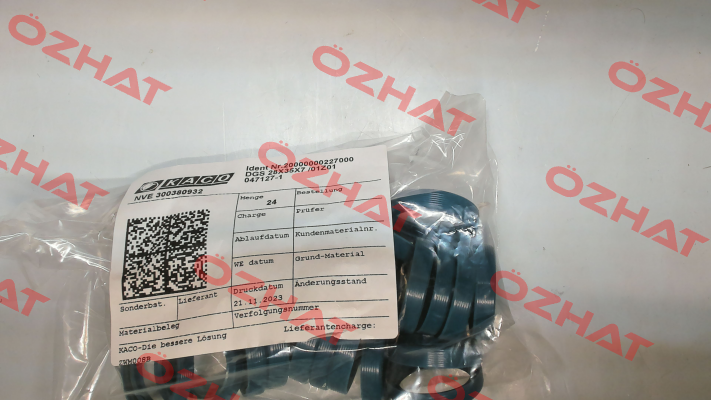 KACO
NVE 300380932
Ident Nr.20000000227000
DGS 28X35X7 /01Z01
047127-1
Menge
24
Bestellung
Charge
Prüfer
Ablaufdatum
Kundenmaterialnr.
WE datum
Grund-Material
Sonderbst.
Lieferant
Druckdatum
21.11.2023
Änderungsstand
Verfolgungsnummer
Materialbeleg
Lieferantencharge:
KACO-Die bessere Lösung
ÖZHAT
ÖZHAT
ÖZHAT
ÖZHAT
ÖZHAT
ÖZHAT
ÖZHAT
ÖZHAT
ÖZHAT